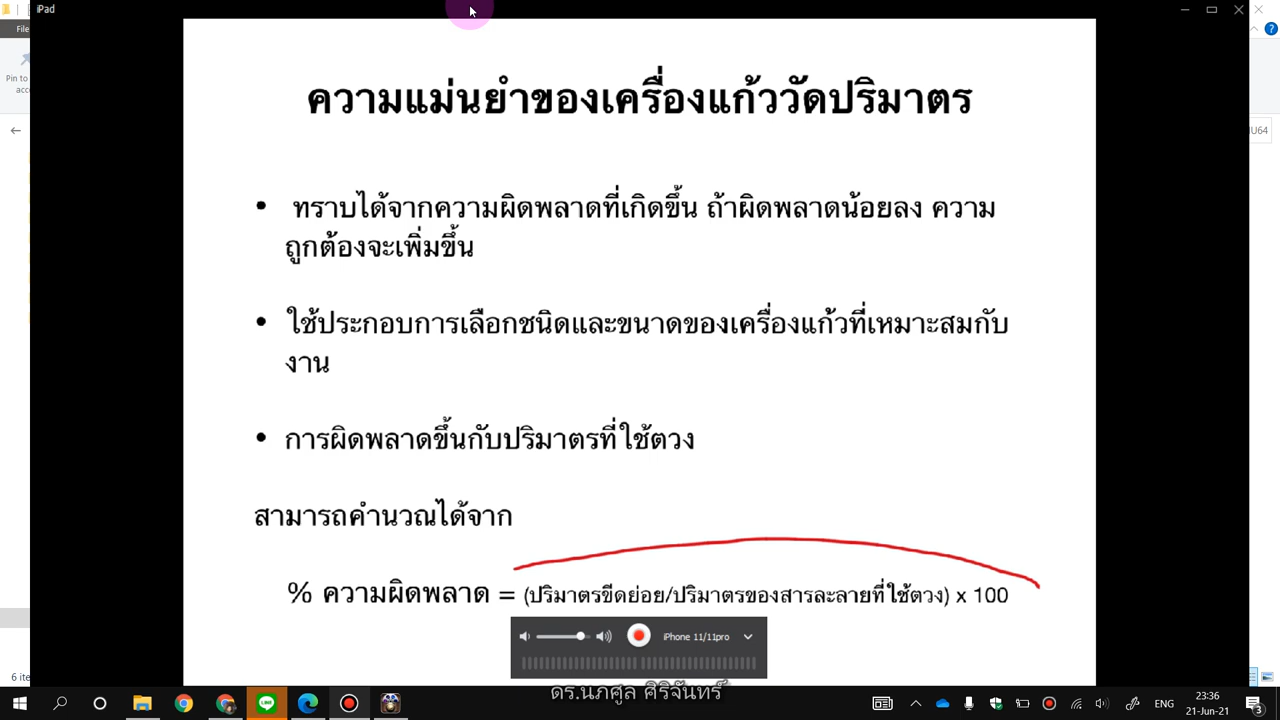 iPad
File
Pin to
acc
U64
ความแม่นยำของเครื่องแก้ววัดปริมาตร
• ทราบได้จากความผิดพลาดที่เกิดขึ้น ถ้าผิดพลาดน้อยลง ความ
ถูกต้องจะเพิ่มขึ้น
• ใช้ประกอบการเลือกชนิดและขนาดของเครื่องแก้วที่เหมาะสมกับ
งาน
• การผิดพลาดขึ้นกับปริมาตรที่ใช้ตวง
สามารถคำนวณได้จาก
% ความผิดพลาด = (ปริมาตรขีดย่อย/ปริมาตรของสารละลายที่ใช้ตวง) x 100
iPhone 11/11pro
6 ite
ดร.นภศูล ศิริจันทร์
ENG
23:36
21-Jun-21
3